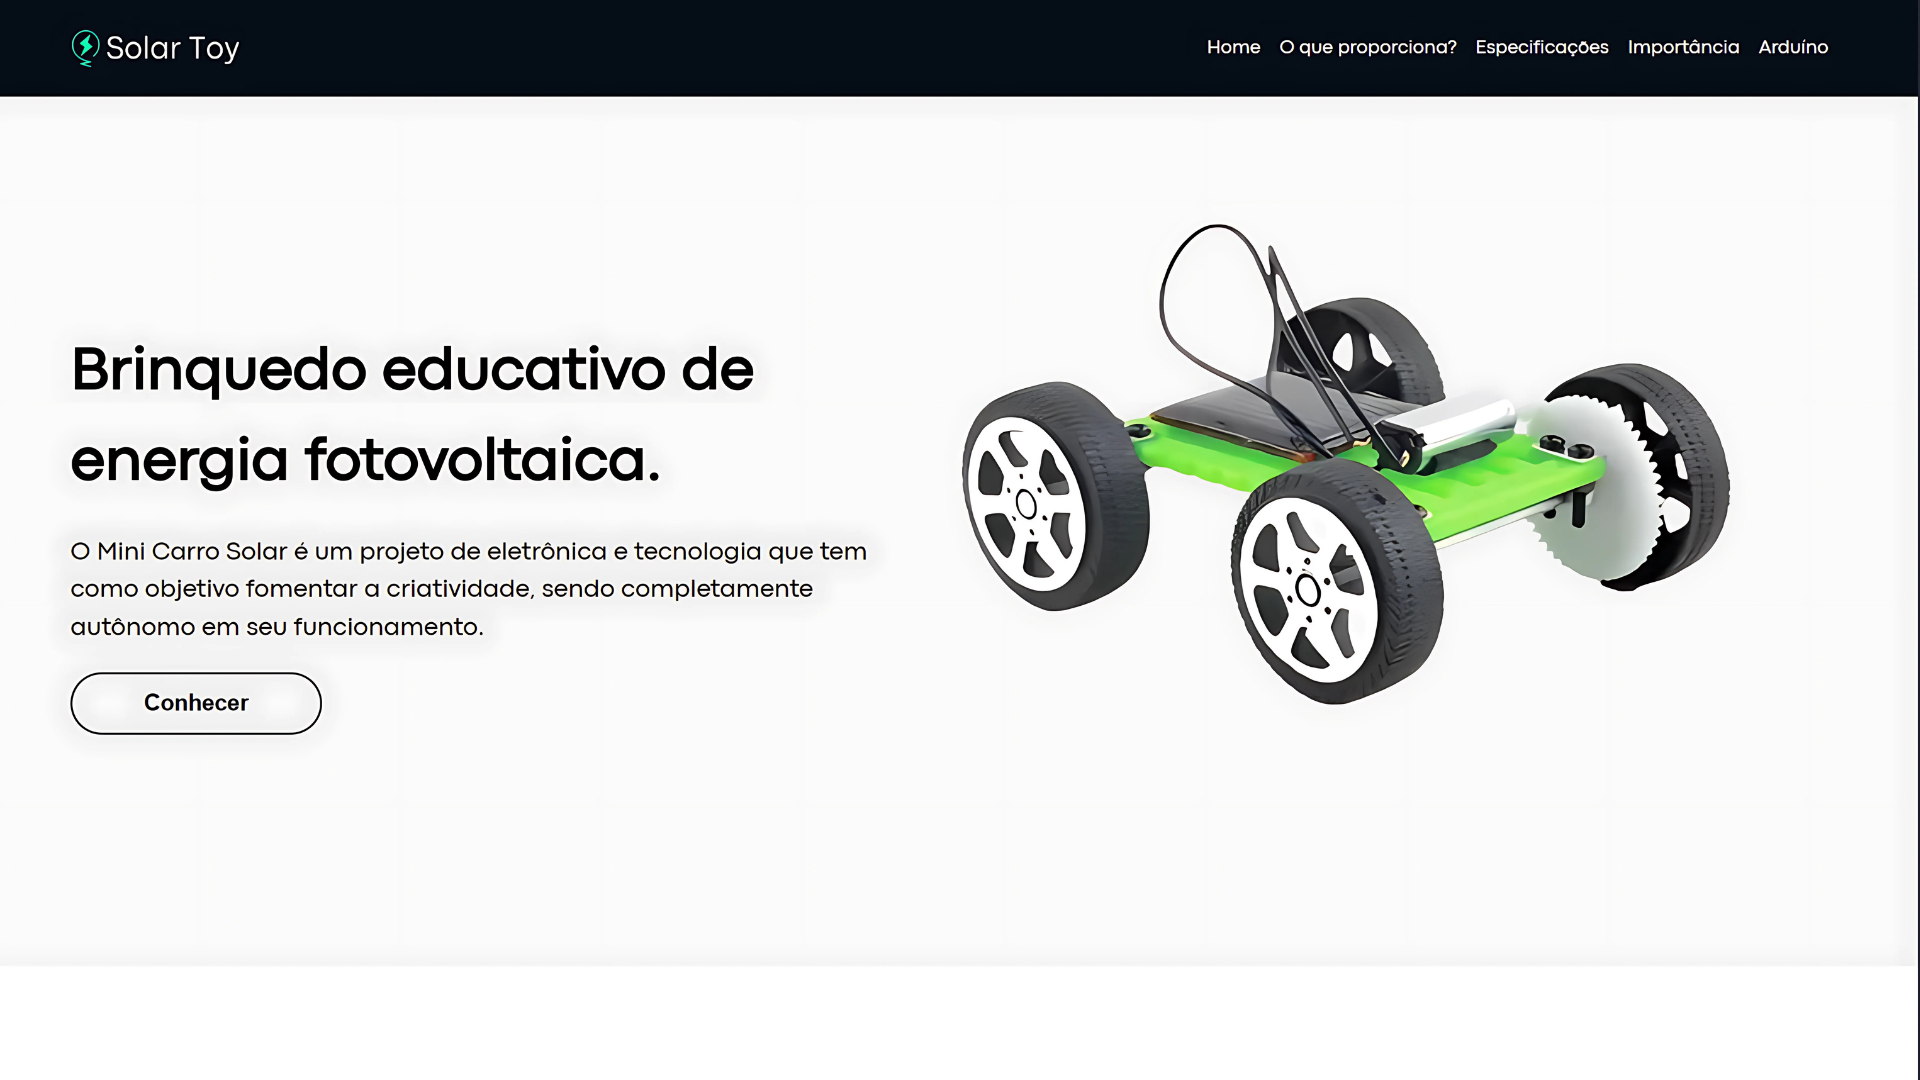 Solar Toy
Home O que proporciona? Especificações Importância Arduíno
Brinquedo educativo de
energia fotovoltaica.
O Mini Carro Solar é um projeto de eletrônica e tecnologia que tem
como objetivo fomentar a criatividade, sendo completamente
autônomo em seu funcionamento.
Conhecer